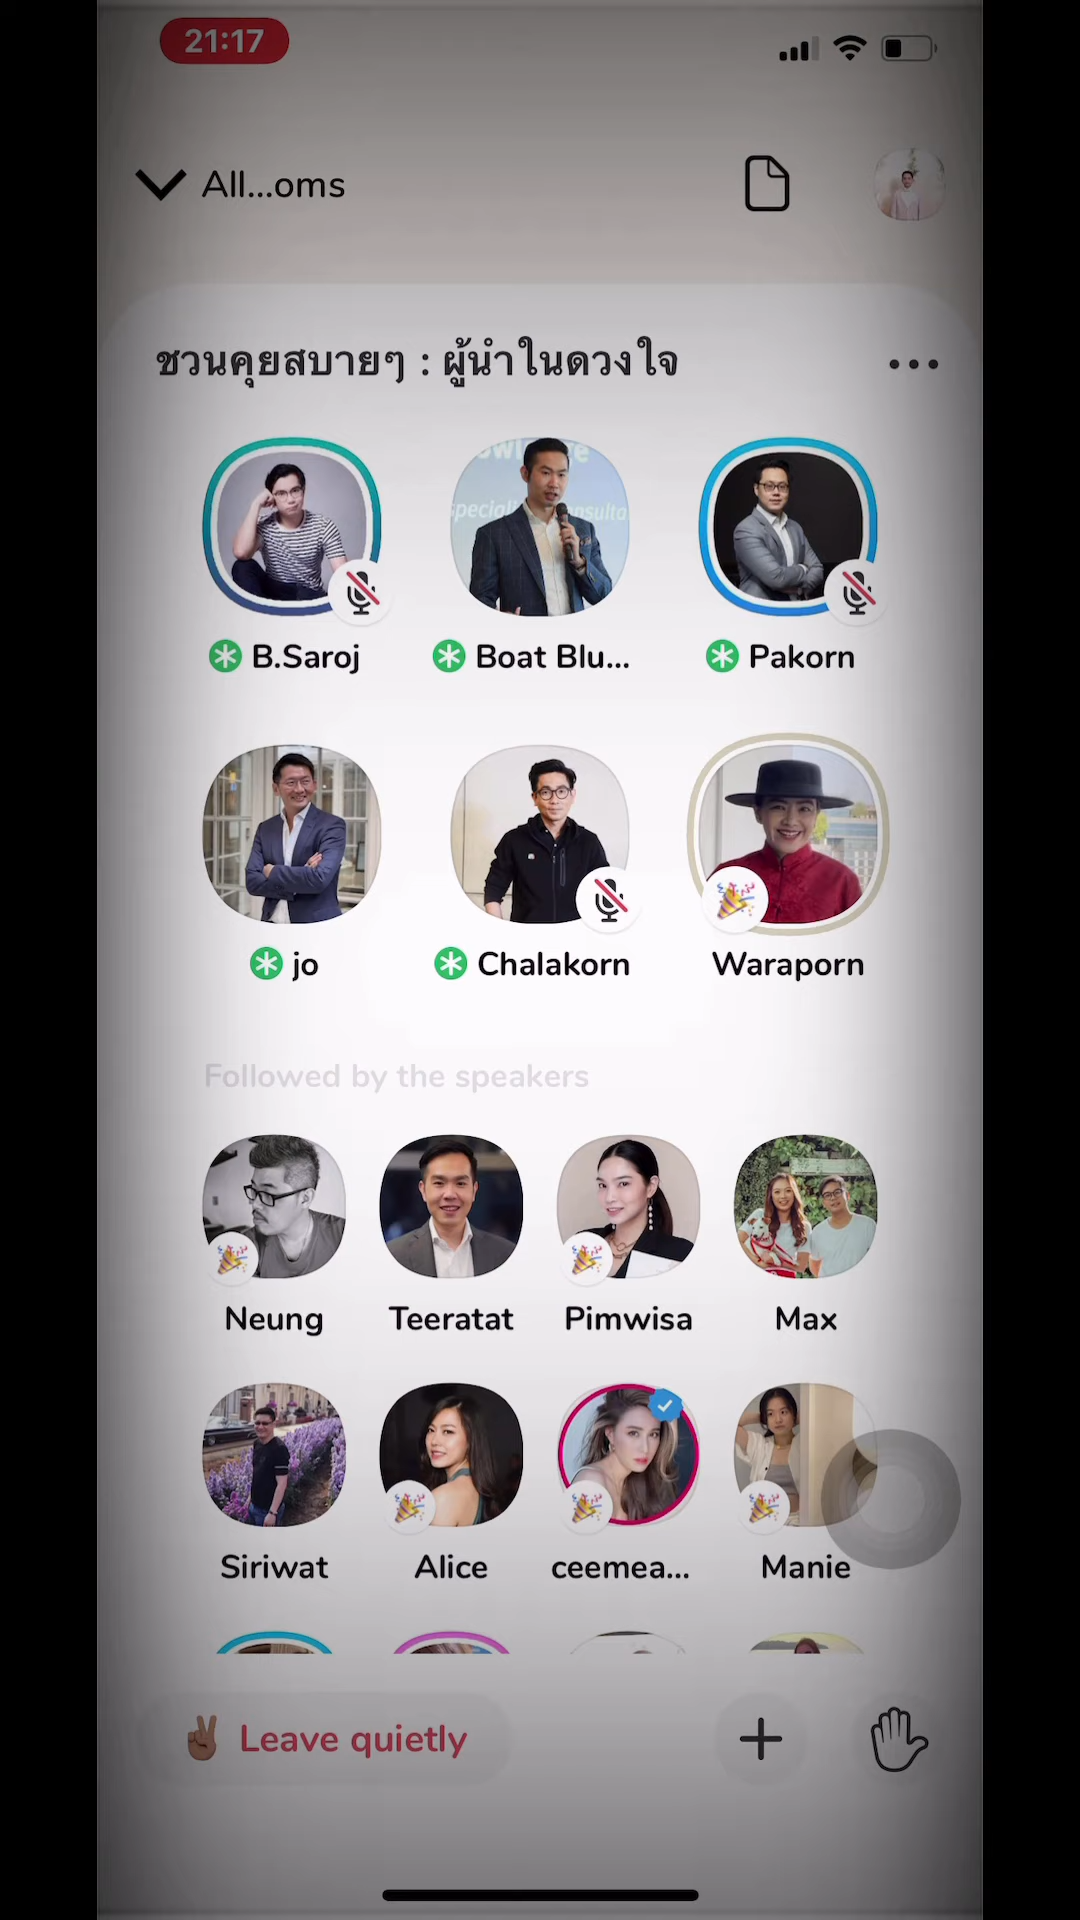 21:17
All...oms
ชวนคุยสบายๆ : ผู้นำในดวงใจ
B.Saroj
Boat Blu...
Pakorn
jo
Chalakorn
Waraporn
Followed by the speakers
Neung
Teeratat
Pimwisa
Max
Siriwat
Alice
ceemea...
Manie
Leave quietly